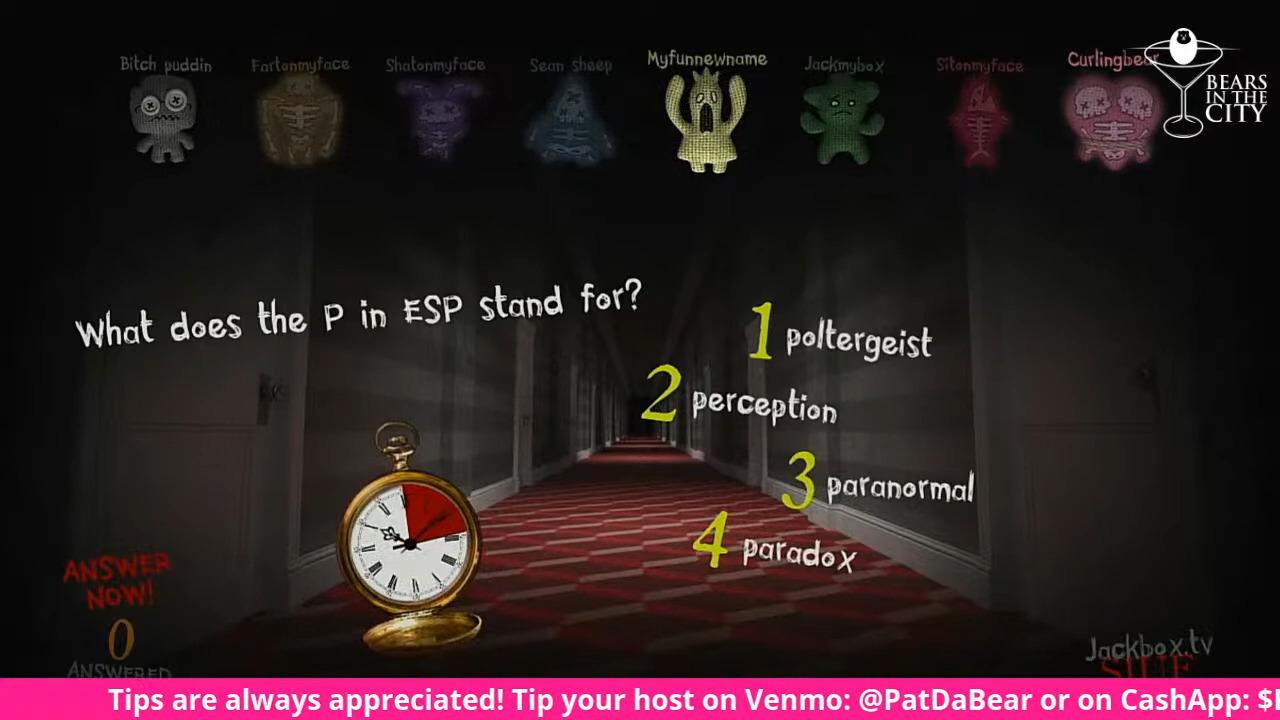 Bitch puddin
Fartonmyface
Shatonmyface
Sean sheep
Myfunnewname
Jackmybox
Sitonmyface
Curlingbear
BEARS
IN THE
CITY
What does the P in ESP stand for?
1 poltergeist
2 perception
3 paranormal
4 paradox
ANSWER
NOW!
0
ANSWERED
Jackbox.tv
Tips are always appreciated! Tip your host on Venmo: @PatDaBear or on CashApp: